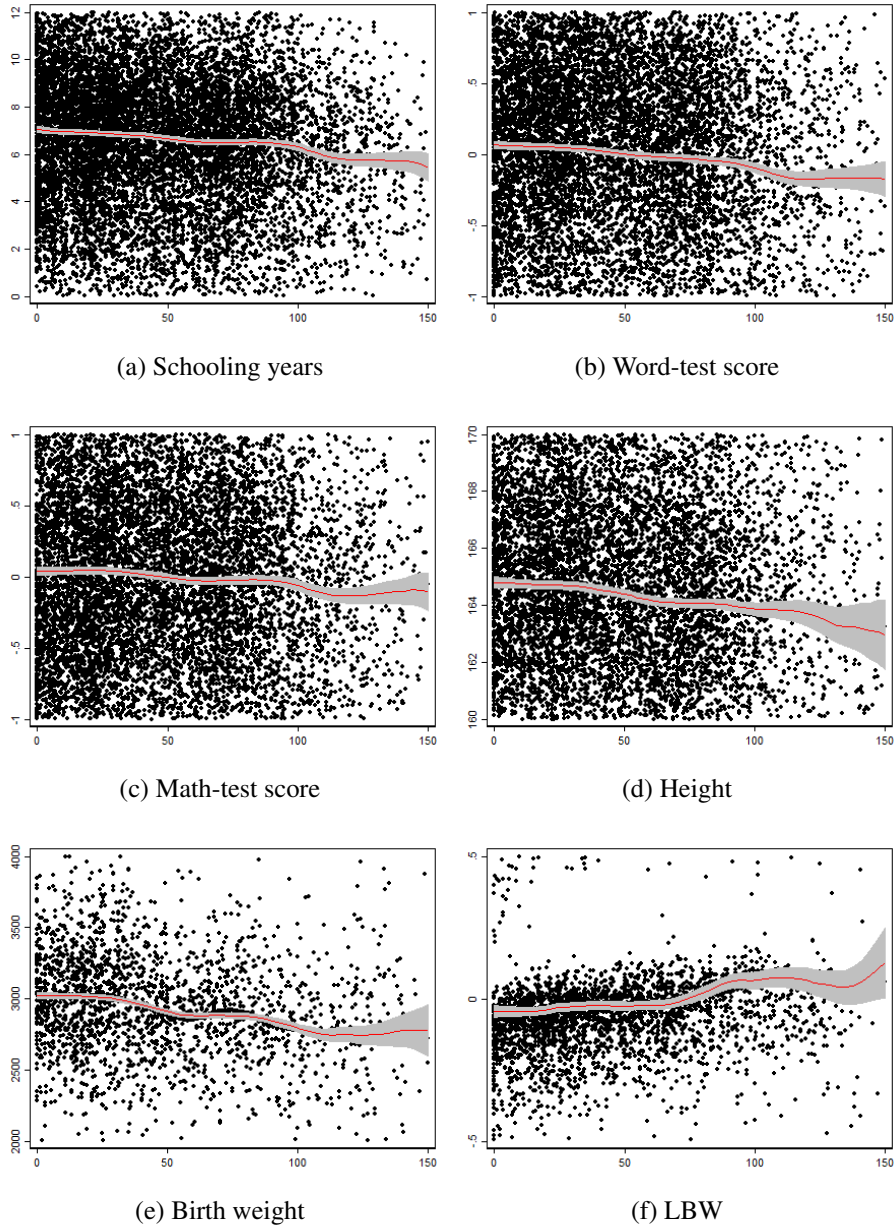 12
10
8
6
4
2
0
0 50 100 150
(a) Schooling years
1
.5
0
-.5
-1
0 50 100 150
(b) Word-test score
1
.5
0
-.5
-1
0 50 100 150
(c) Math-test score
170
168
166
164
162
160
0 50 100 150
(d) Height
4000
3500
3000
2500
2000
0 50 100 150
(e) Birth weight
.5
0
-.5
0 50 100 150
(f) LBW